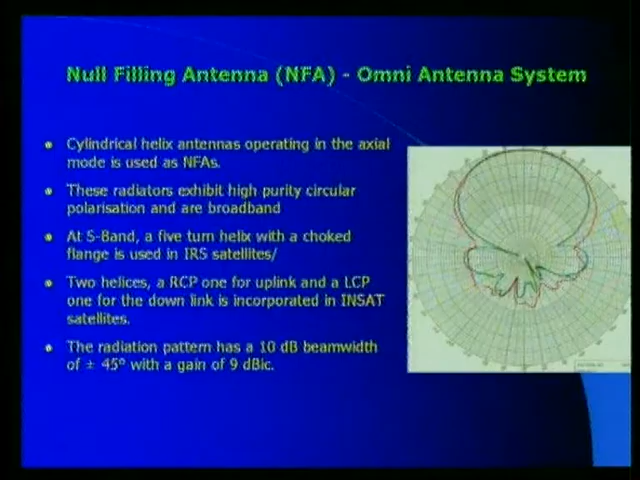 Null Filling Antenna (NFA) - Omni Antenna System
Cylindrical helix antennas operating in the axial
mode is used as NFAs.
These radiators exhibit high purity circular
polarisation and are broadband
At S-Band, a five turn helix with a choked
flange is used in IRS satellites/
Two helices, a RCP one for uplink and a LCP
one for the down link is incorporated in INSAT
satellites.
The radiation pattern has a 10 dB beamwidth
of ± 45° with a gain of 9 dBic.